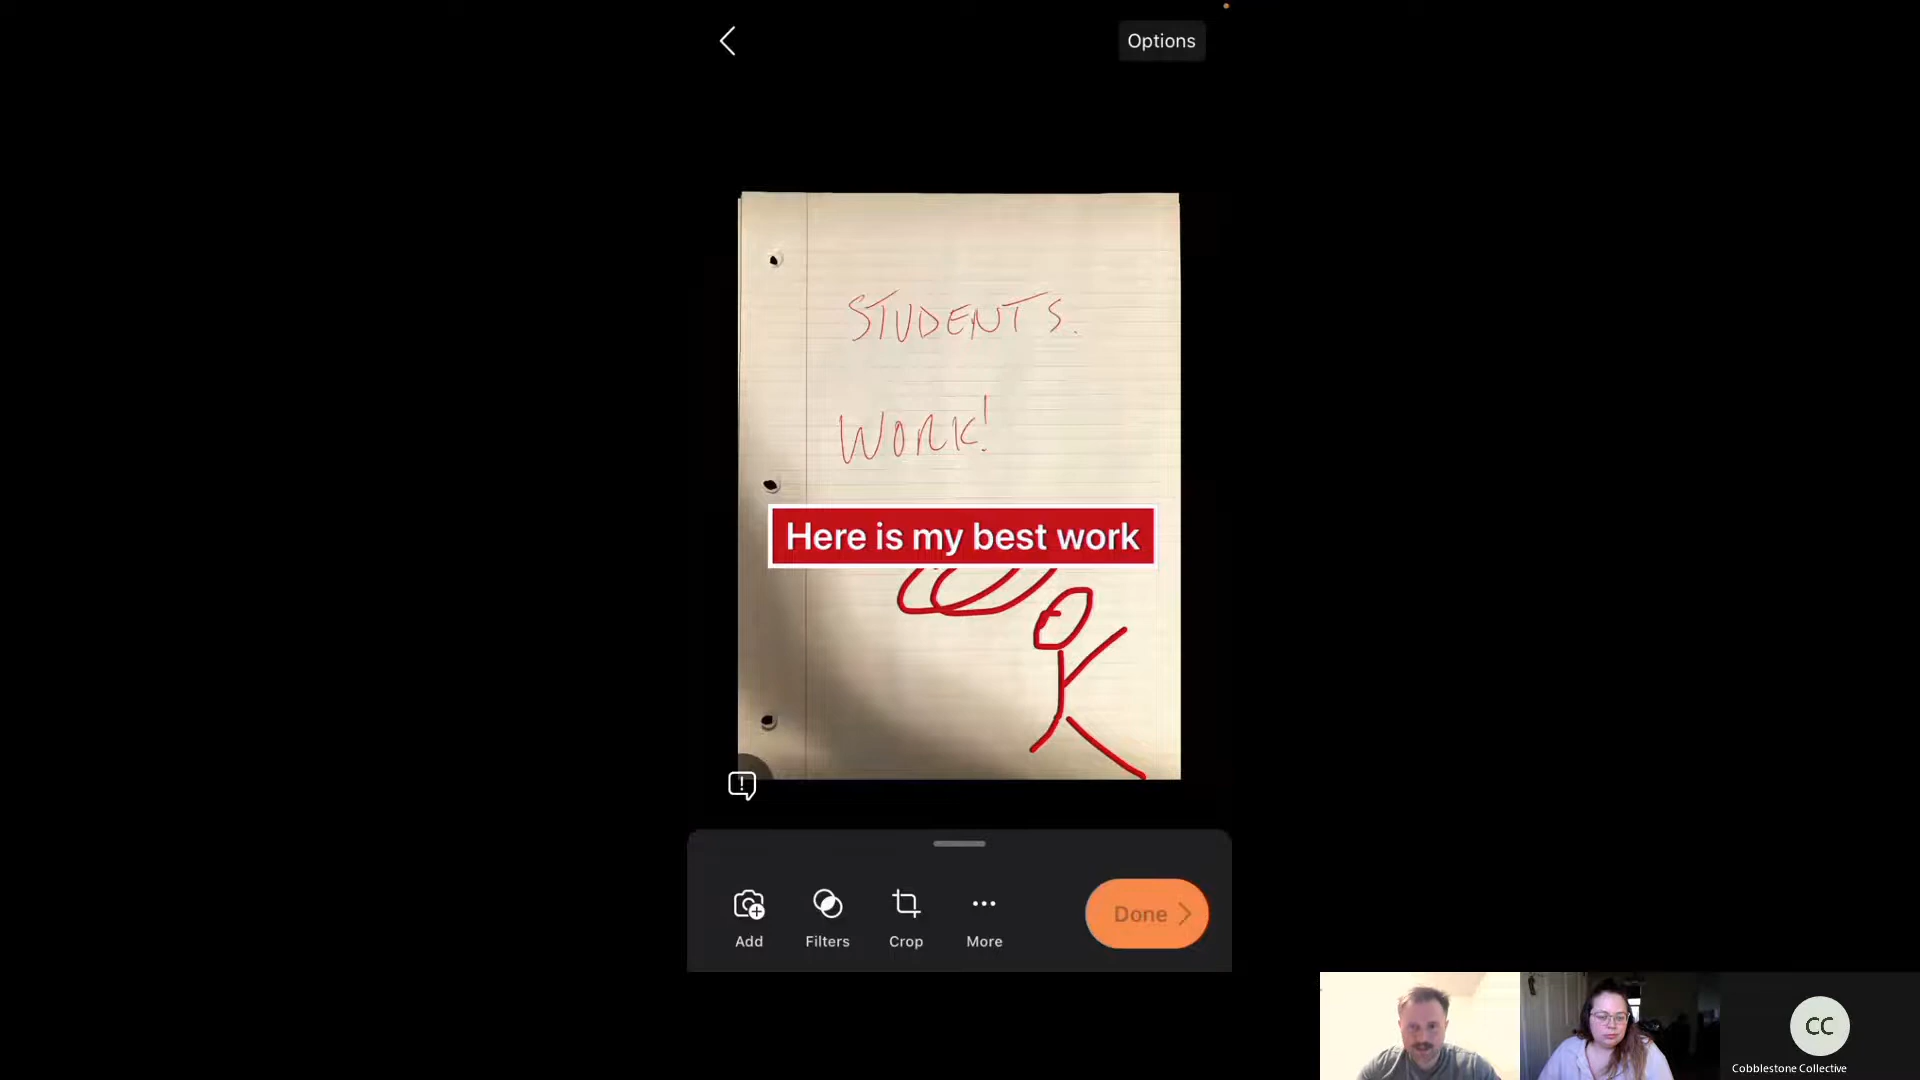 Options
STUDENTS.
WORK!
Here is my best work
Add
Filters
Crop
More
Done
CC
Cobblestone Collective